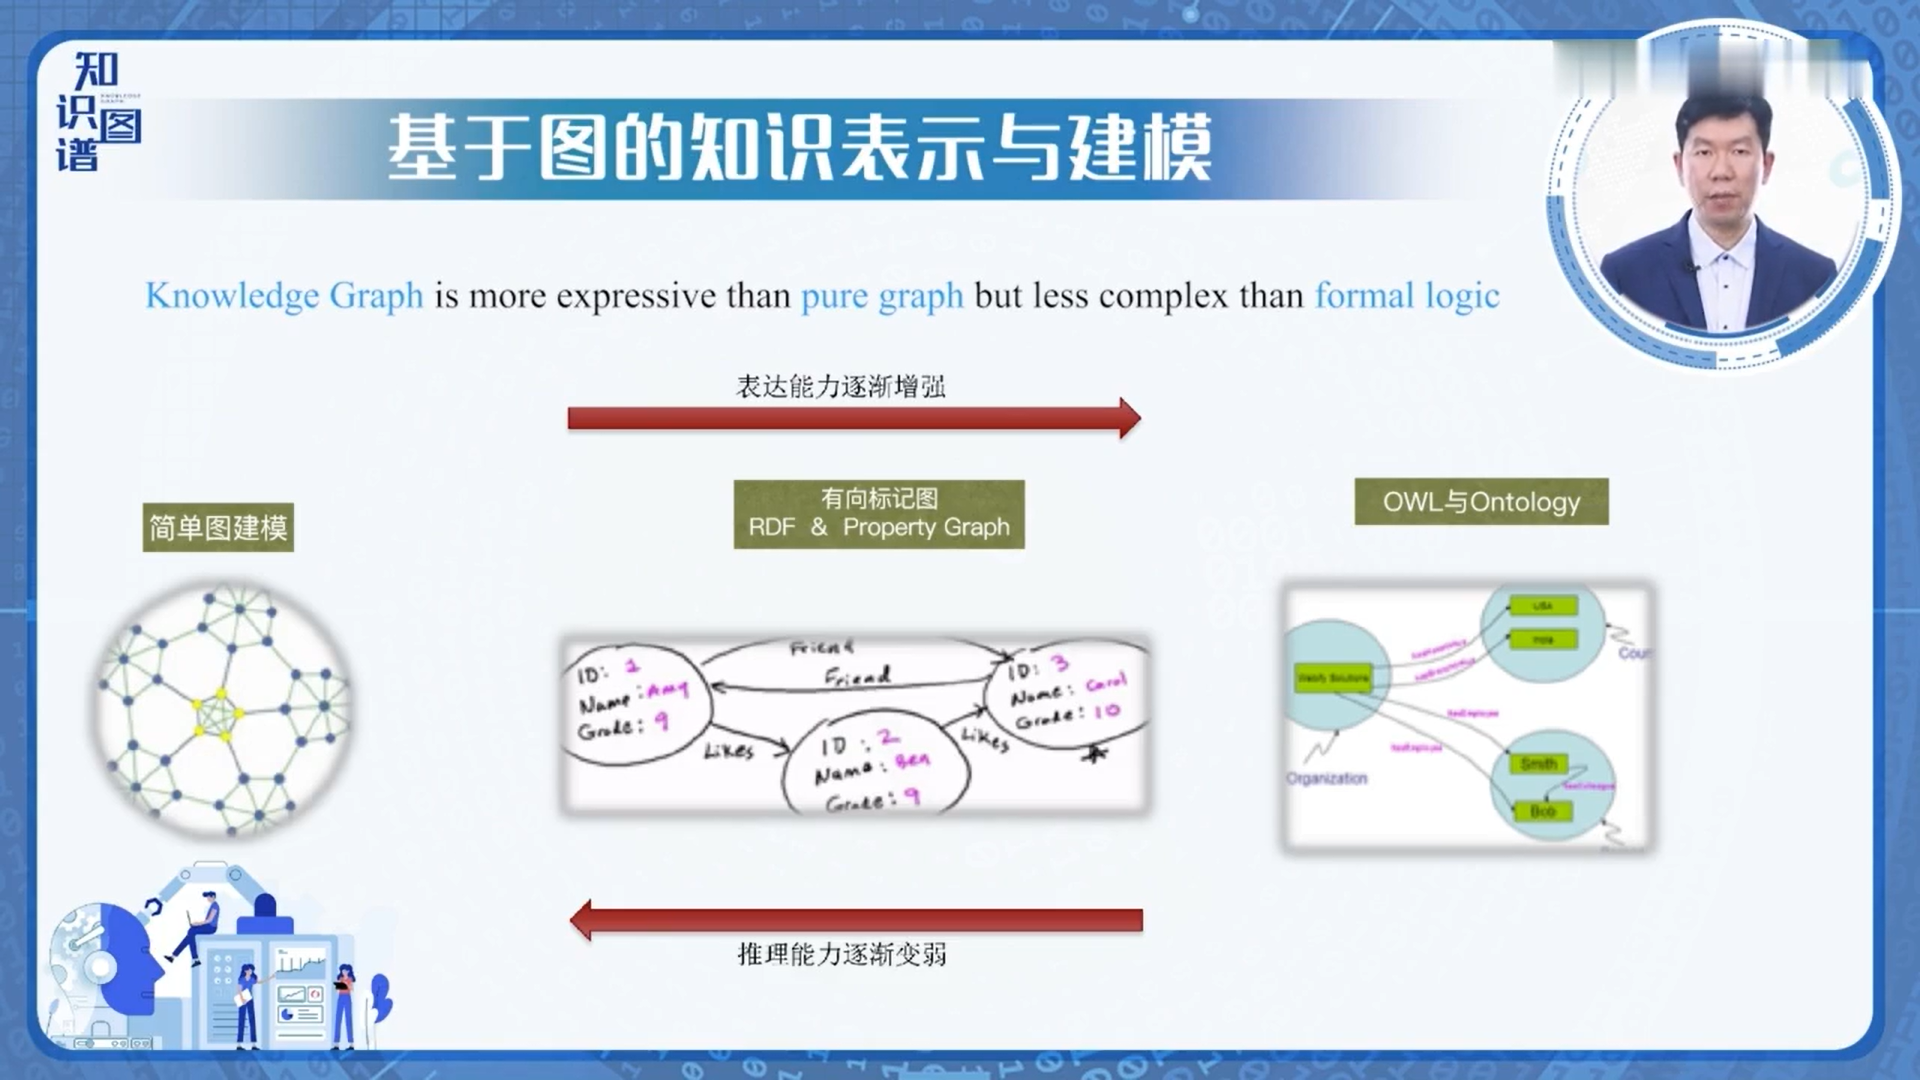 知识图谱
KNOWLEDGE
GRAPH
基于图的知识表示与建模
Knowledge Graph is more expressive than pure graph but less complex than formal logic
表达能力逐渐增强
简单图建模
有向标记图
RDF & Property Graph
OWL与Ontology
Friend
Friend
ID: 1
Name: Amy
Grade: 9
ID: 3
Name: Carol
Grade: 10
Likes
Likes
ID: 2
Name: Ben
Grade: 9
USA
India
Organization
Smith
Bob
推理能力逐渐变弱